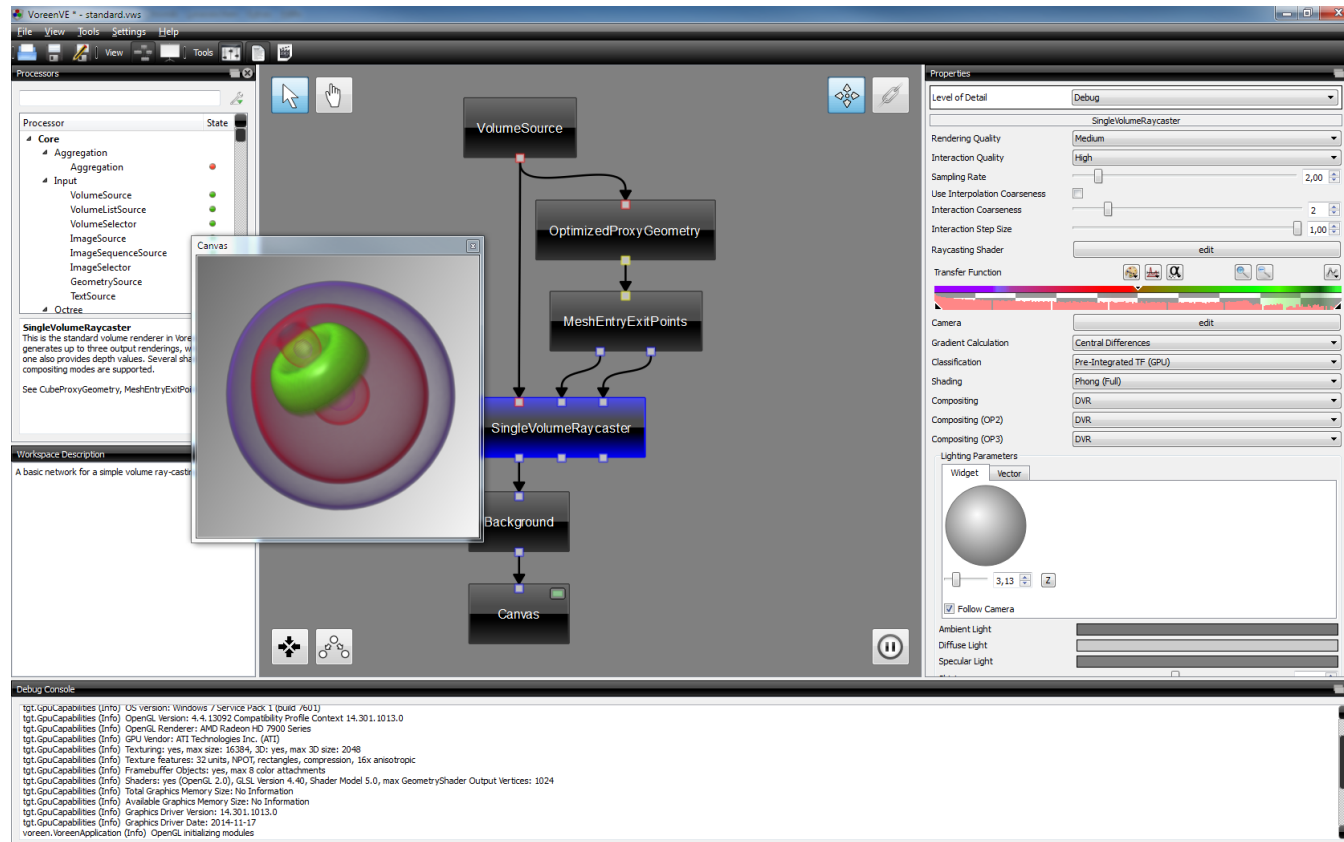 VoreenVE * - standard.vws
File View Tools Settings Help
View Tools
Processors
Processor State
Core
Aggregation
Aggregation
Input
VolumeSource
VolumeListSource
VolumeSelector
ImageSource
ImageSequenceSource
ImageSelector
GeometrySource
TextSource
Octree
SingleVolumeRaycaster
This is the standard volume renderer in Vore
generates up to three output renderings, w
one also provides depth values. Several sha
compositing modes are supported.
See CubeProxyGeometry, MeshEntryExitPoi
Workspace Description
A basic network for a simple volume ray-castin
Canvas
VolumeSource
OptimizedProxyGeometry
MeshEntryExitPoints
SingleVolumeRaycaster
Background
Canvas
Properties
Level of Detail Debug
SingleVolumeRaycaster
Rendering Quality Medium
Interaction Quality High
Sampling Rate 2,00
Use Interpolation Coarseness
Interaction Coarseness 2
Interaction Step Size 1,00
Raycasting Shader edit
Transfer Function α
Camera edit
Gradient Calculation Central Differences
Classification Pre-Integrated TF (GPU)
Shading Phong (Full)
Compositing DVR
Compositing (OP2) DVR
Compositing (OP3) DVR
Lighting Parameters
Widget Vector
3,13 Z
Follow Camera
Ambient Light
Diffuse Light
Specular Light
Debug Console
tgt.GpuCapabilities (Info) OS version: Windows 7 Service Pack 1 (build 7601)
tgt.GpuCapabilities (Info) OpenGL Version: 4.4.13092 Compatibility Profile Context 14.301.1013.0
tgt.GpuCapabilities (Info) OpenGL Renderer: AMD Radeon HD 7900 Series
tgt.GpuCapabilities (Info) GPU Vendor: ATI Technologies Inc. (ATI)
tgt.GpuCapabilities (Info) Texturing: yes, max size: 16384, 3D: yes, max 3D size: 2048
tgt.GpuCapabilities (Info) Texture features: 32 units, NPOT, rectangles, compression, 16x anisotropic
tgt.GpuCapabilities (Info) Framebuffer Objects: yes, max 8 color attachments
tgt.GpuCapabilities (Info) Shaders: yes (OpenGL 2.0), GLSL Version 4.40, Shader Model 5.0, max GeometryShader Output Vertices: 1024
tgt.GpuCapabilities (Info) Total Graphics Memory Size: No Information
tgt.GpuCapabilities (Info) Available Graphics Memory Size: No Information
tgt.GpuCapabilities (Info) Graphics Driver Version: 14.301.1013.0
tgt.GpuCapabilities (Info) Graphics Driver Date: 2014-11-17
voreen.VoreenApplication (Info) OpenGL initializing modules